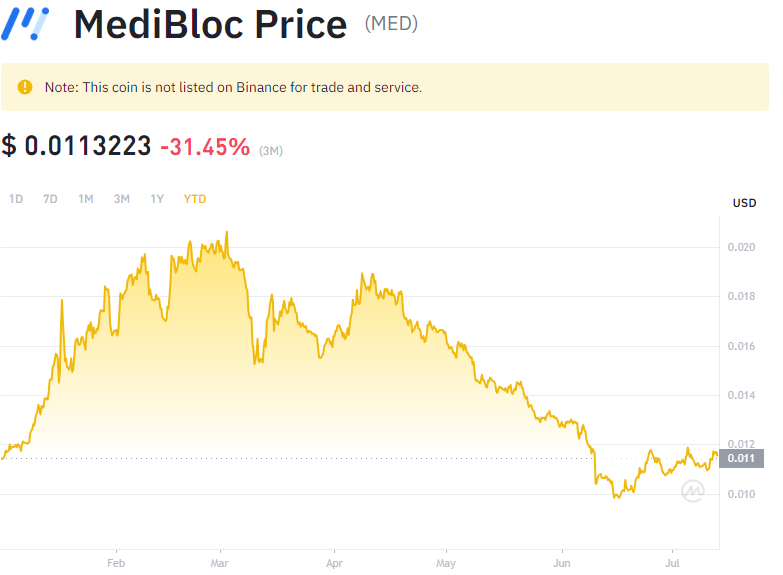 MediBloc Price (MED)
Note: This coin is not listed on Binance for trade and service.
$ 0.0113223 -31.45% (3M)
1D 7D 1M 3M 1Y YTD
USD
0.020
0.018
0.016
0.014
0.012
0.011
0.010
Feb Mar Apr May Jun Jul